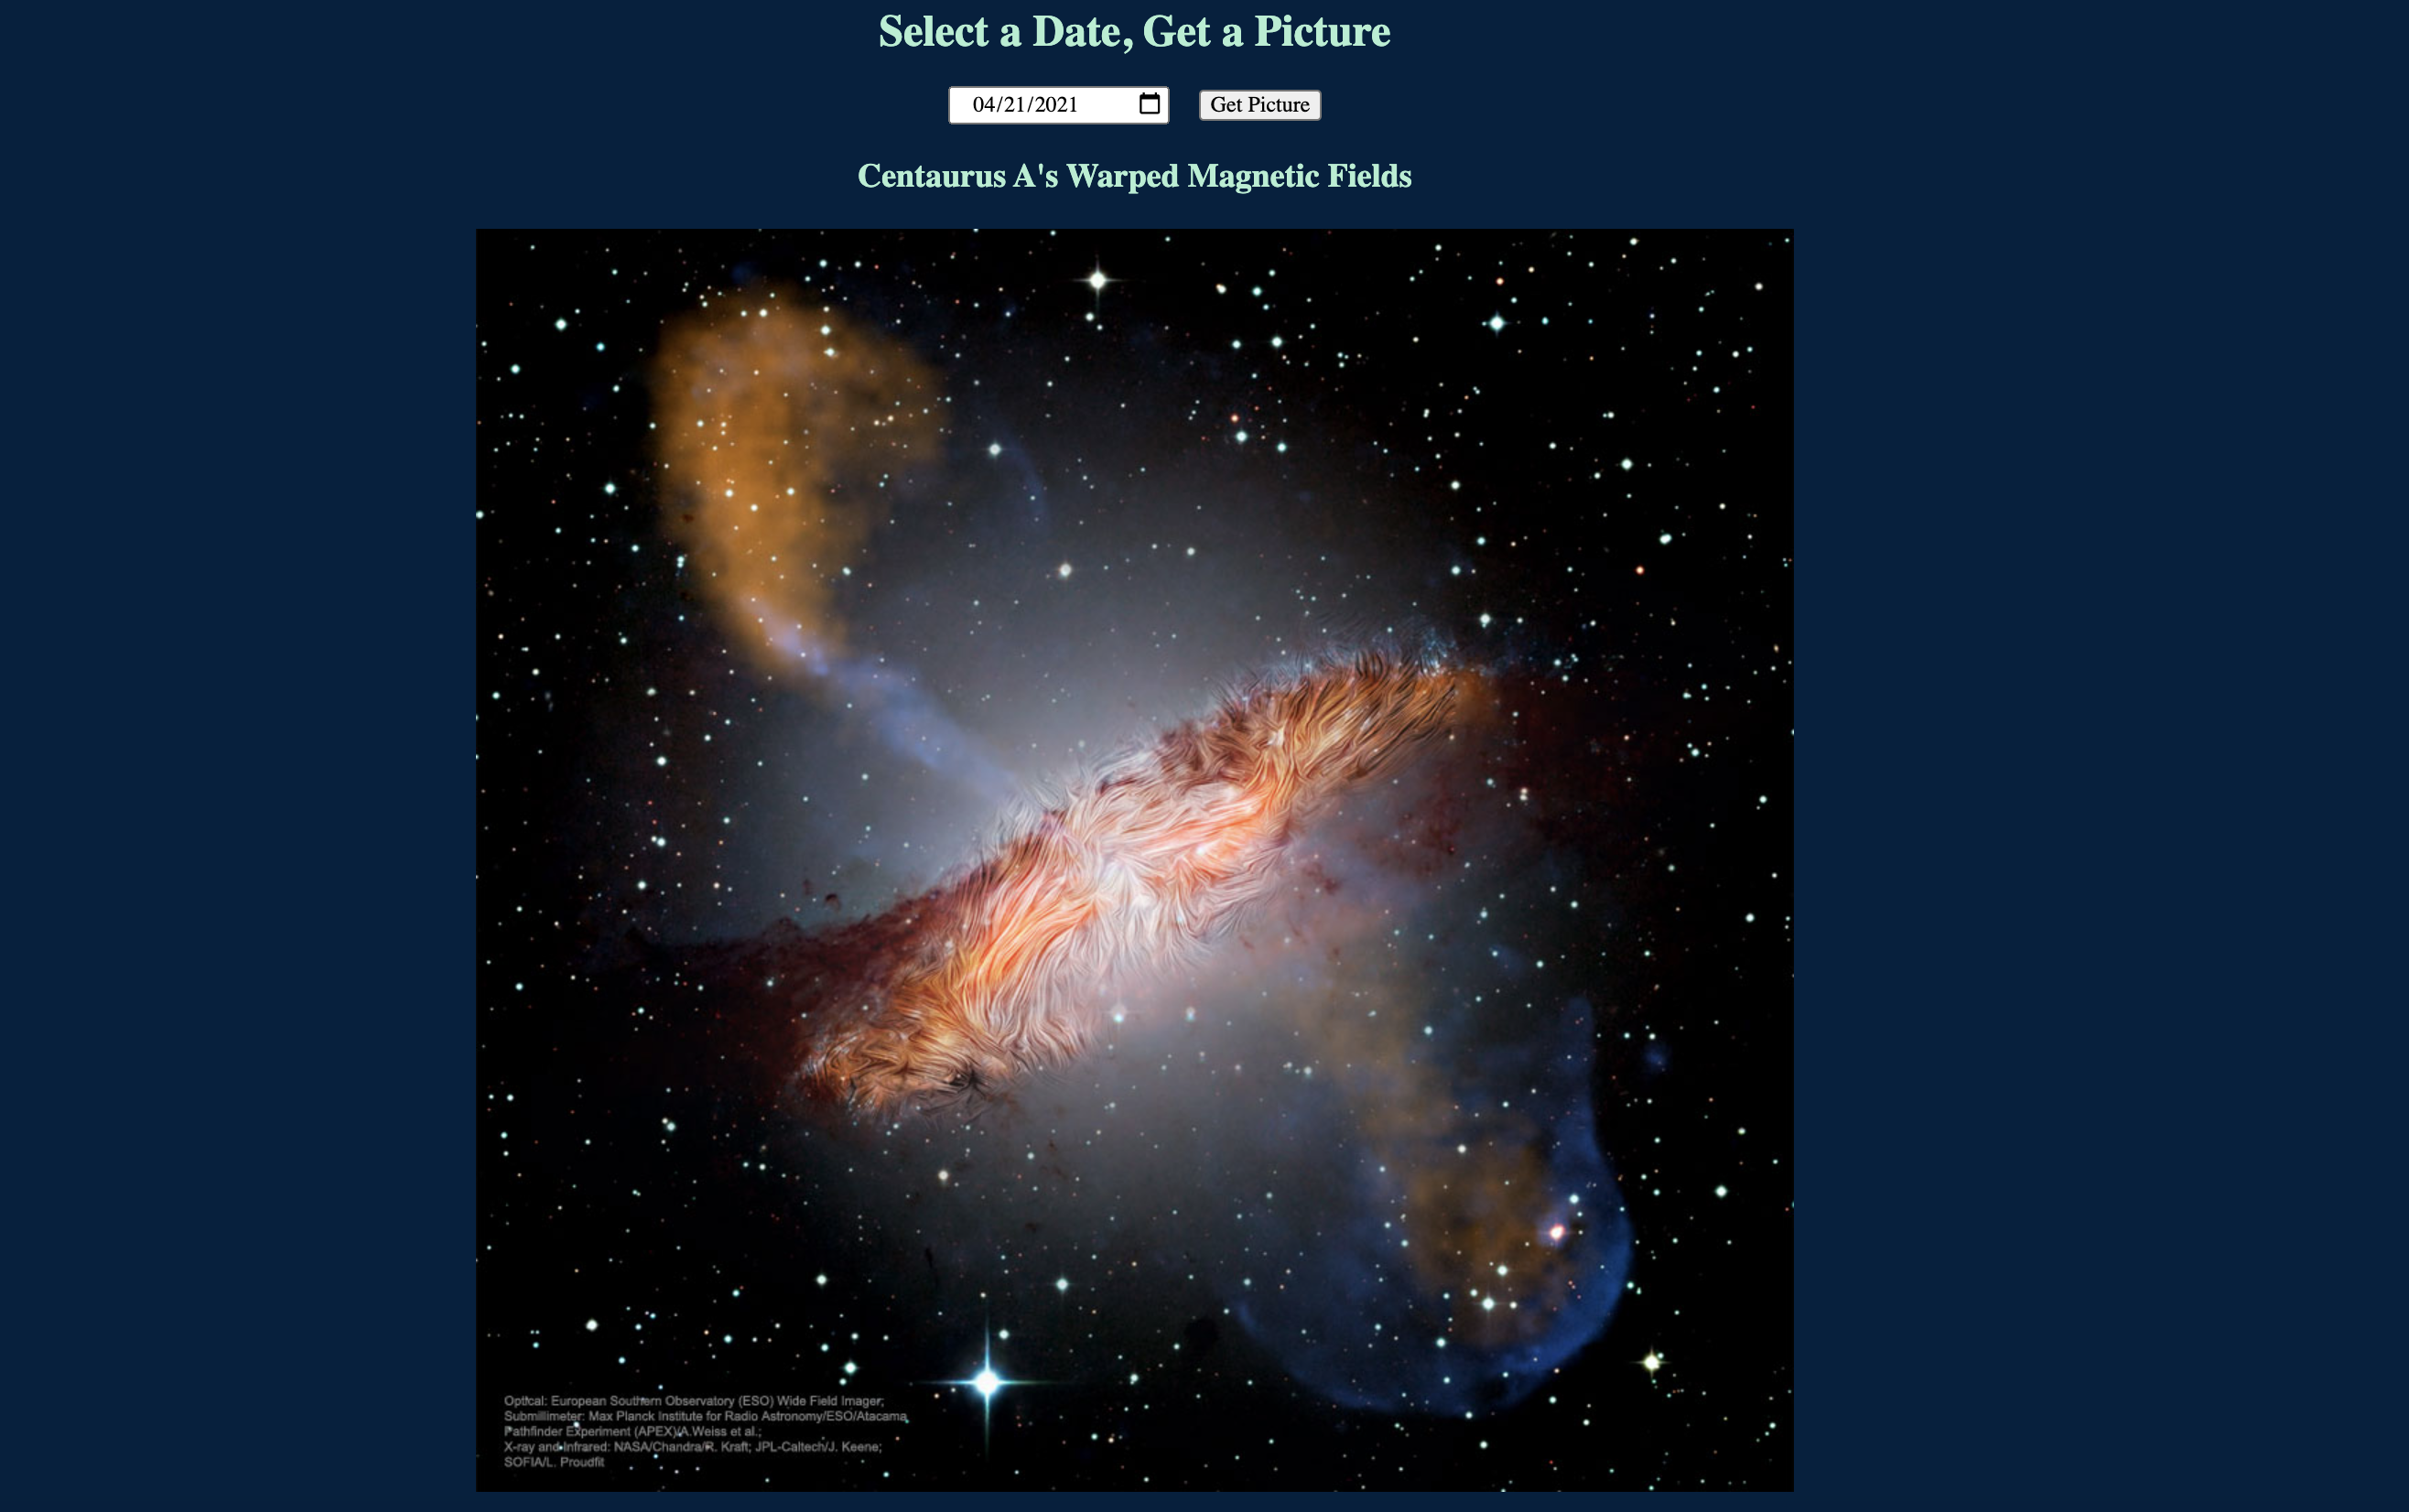 Select a Date, Get a Picture
04/21/2021
Get Picture
Centaurus A's Warped Magnetic Fields
Optical: European Southern Observatory (ESO) Wide Field Imager;
Submillimeter: Max Planck Institute for Radio Astronomy/ESO/Atacama
Pathfinder Experiment (APEX)/A.Weiss et al.;
X-ray and Infrared: NASA/Chandra/R. Kraft; JPL-Caltech/J. Keene;
SOFIA/L. Proudfit